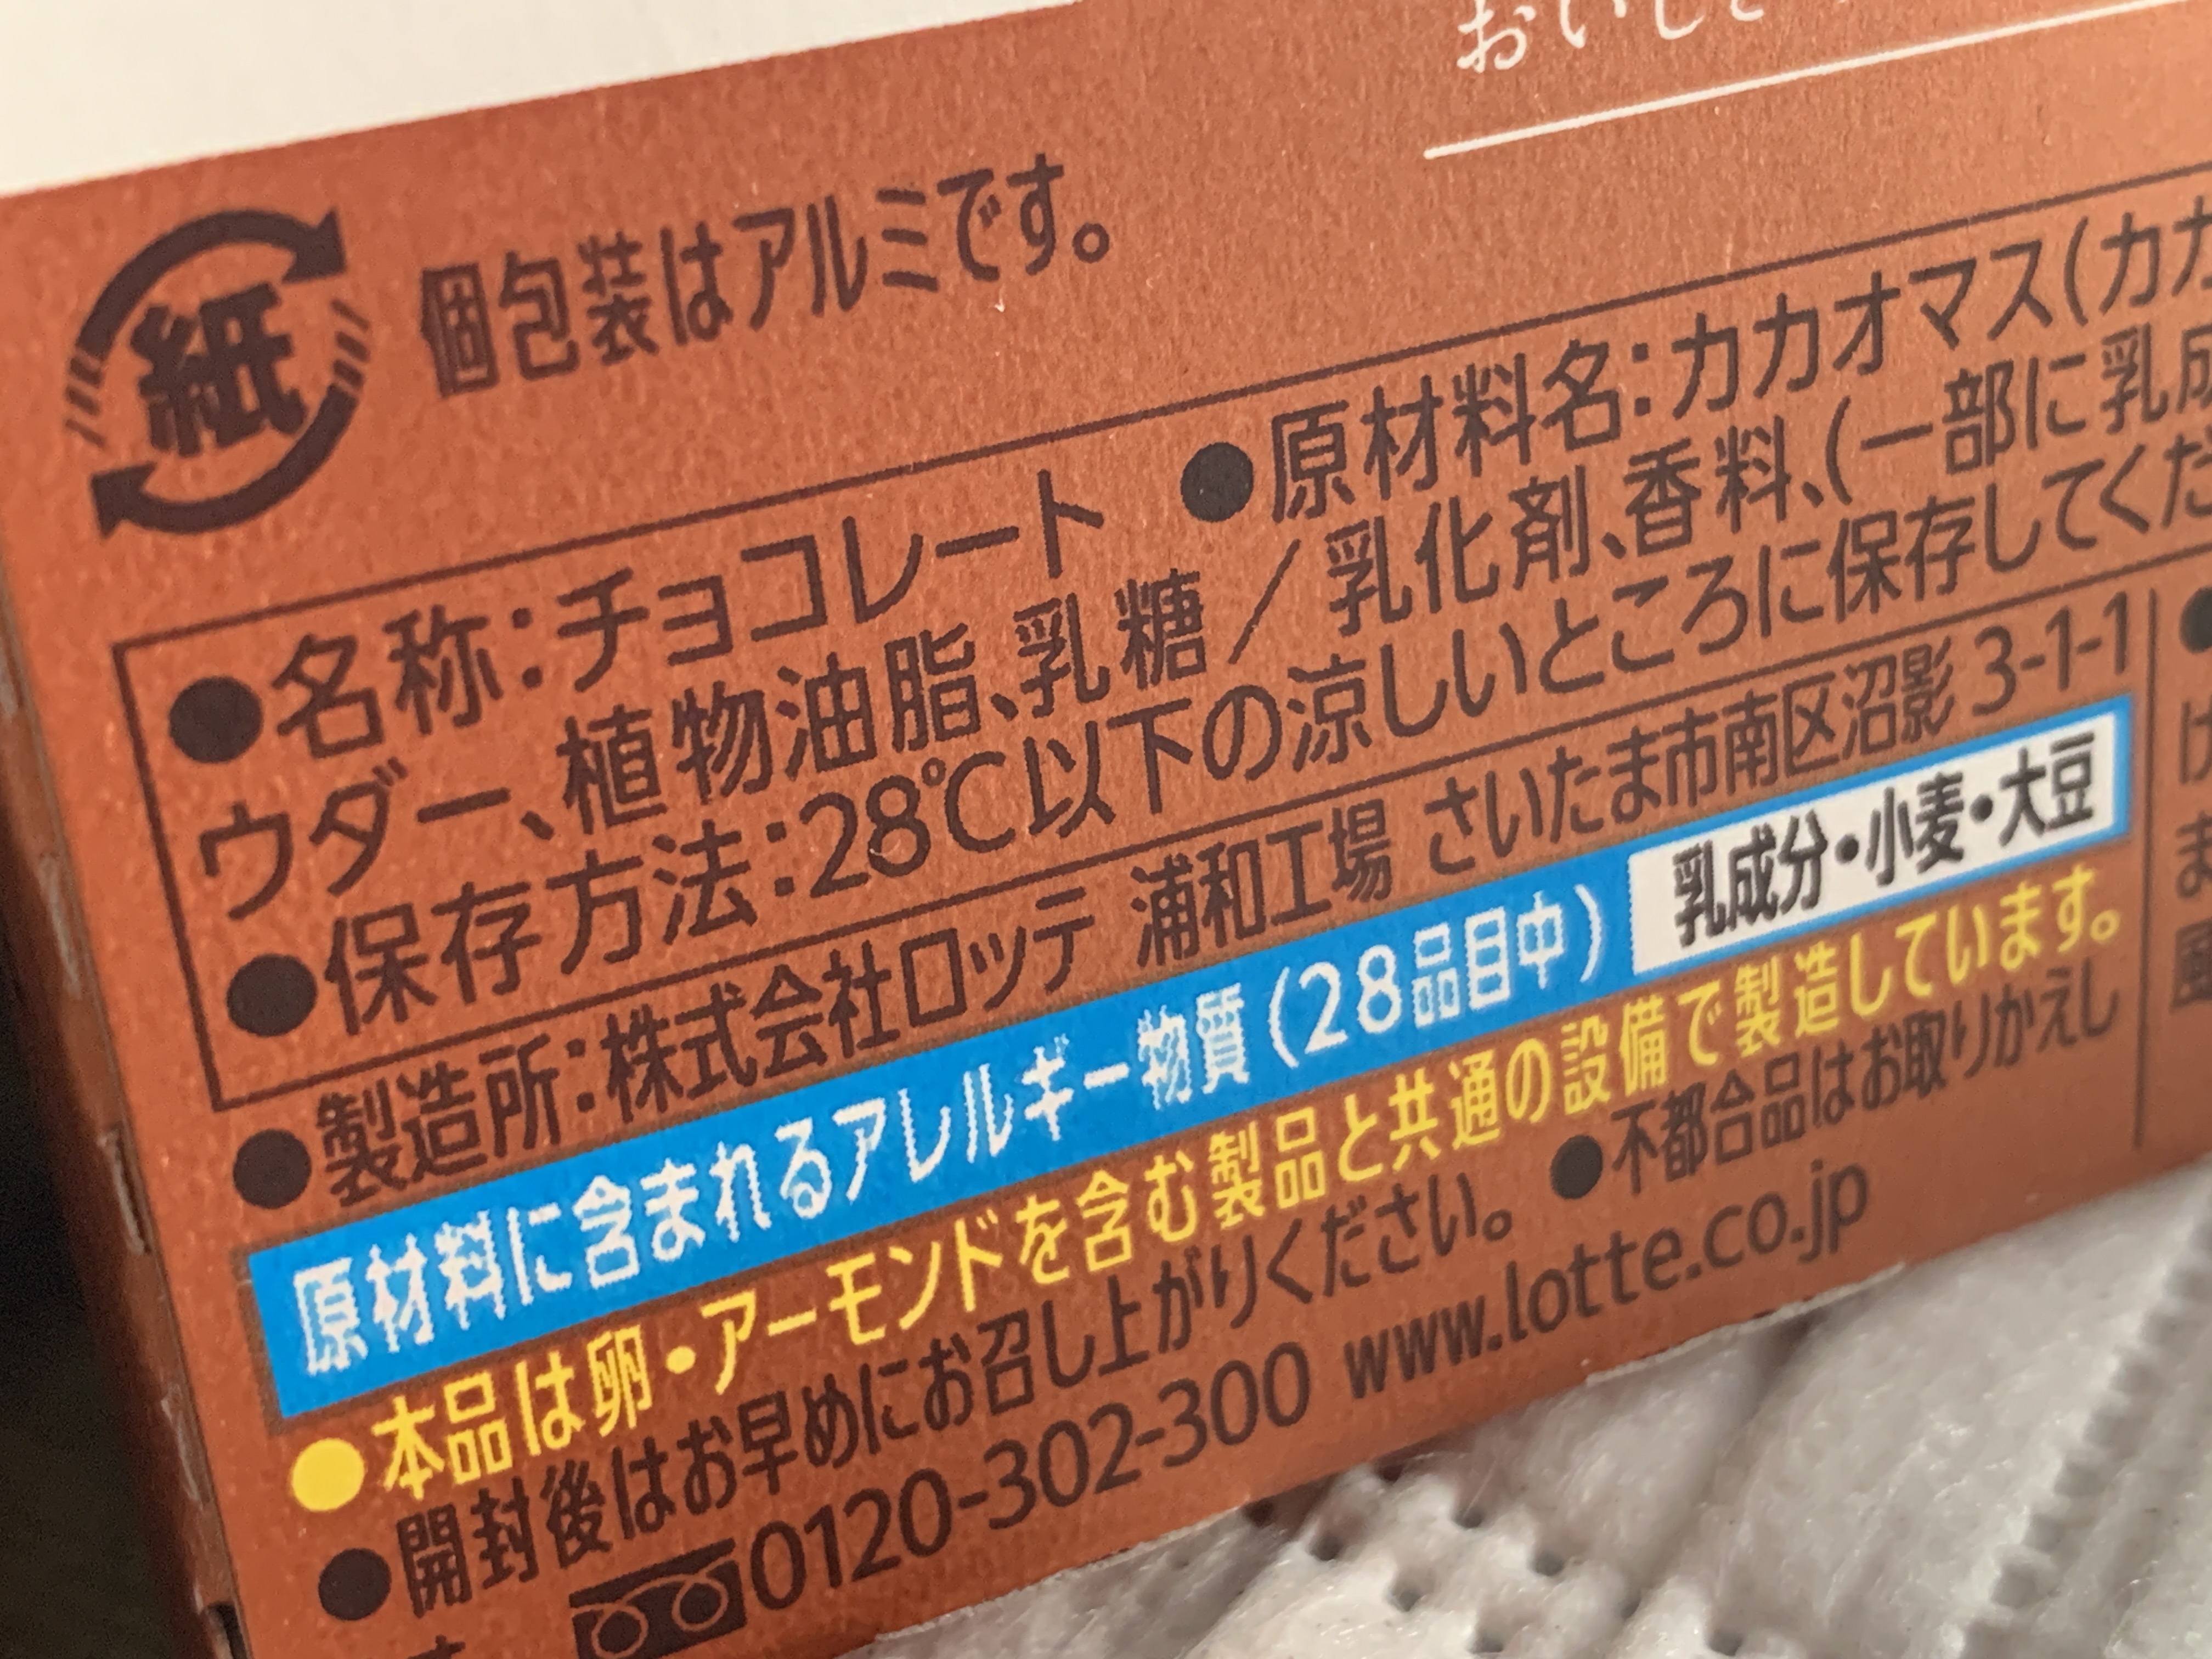 おいしさ
紙
個包装はアルミです。
●名称:チョコレート ●原材料名:カカオマス(カカ
ウダー、植物油脂、乳糖／乳化剤、香料、(一部に乳成
●保存方法:28℃以下の涼しいところに保存してくだ
●製造所:株式会社ロッテ 浦和工場 さいたま市南区沼影 3-1-1
原材料に含まれるアレルギー物質(28品目中) 乳成分・小麦・大豆
●本品は卵・アーモンドを含む製品と共通の設備で製造しています。
●開封後はお早めにお召し上がりください。 ●不都合品はお取りかえし
0120-302-300 www.lotte.co.jp